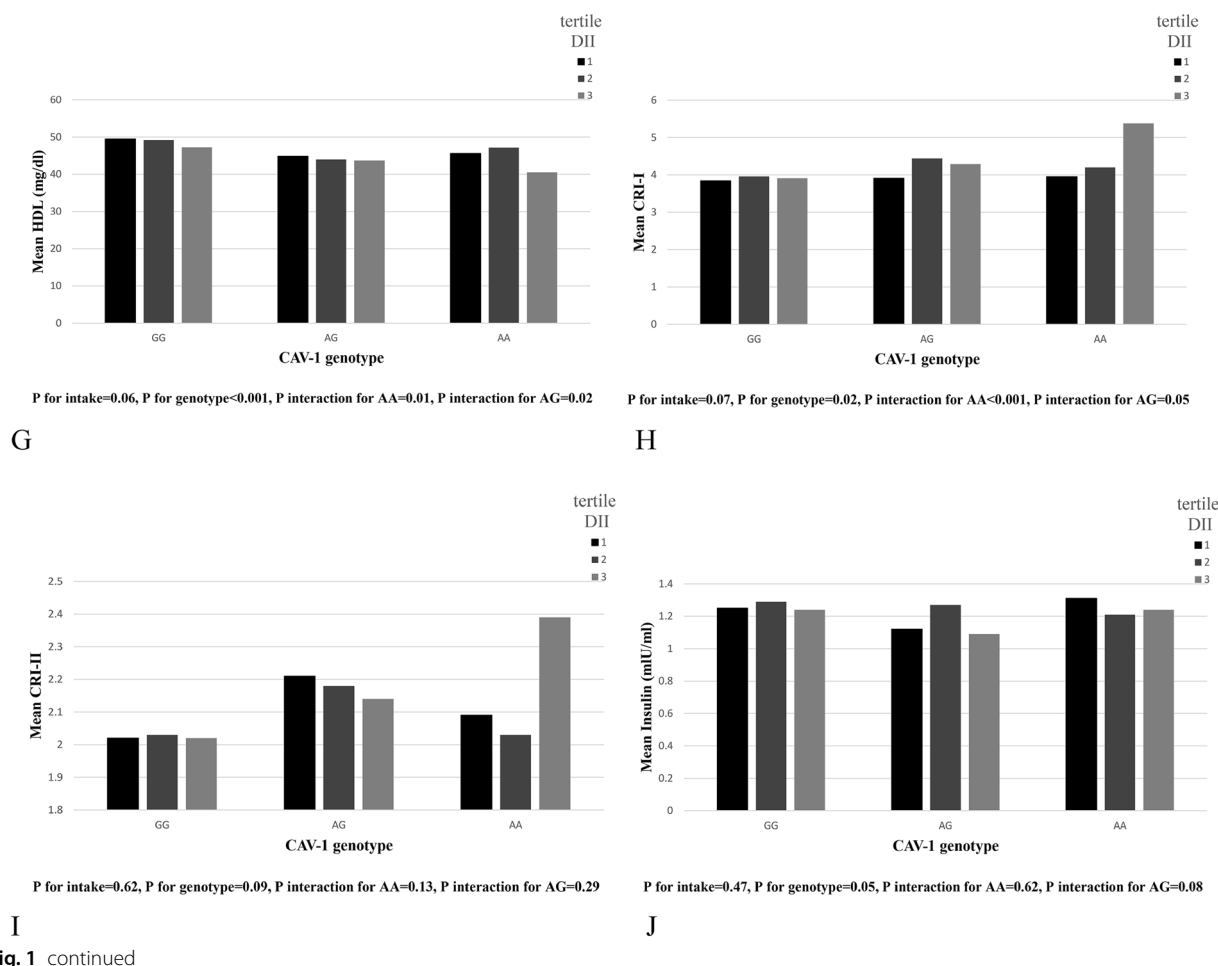 tertile
DII
1
2
3
60
50
40
30
20
10
0
Mean HDL (mg/dl)
GG AG AA
CAV-1 genotype
P for intake=0.06, P for genotype<0.001, P interaction for AA=0.01, P interaction for AG=0.02
G
tertile
DII
1
2
3
6
5
4
3
2
1
0
Mean CRI-I
GG AG AA
CAV-1 genotype
P for intake=0.07, P for genotype=0.02, P interaction for AA<0.001, P interaction for AG=0.05
H
tertile
DII
1
2
3
2.5
2.4
2.3
2.2
2.1
2
1.9
1.8
Mean CRI-II
GG AG AA
CAV-1 genotype
P for intake=0.62, P for genotype=0.09, P interaction for AA=0.13, P interaction for AG=0.29
I
tertile
DII
1
2
3
1.4
1.2
1
0.8
0.6
0.4
0.2
0
Mean Insulin (mlU/ml)
GG AG AA
CAV-1 genotype
P for intake=0.47, P for genotype=0.05, P interaction for AA=0.62, P interaction for AG=0.08
J
ig. 1 continued